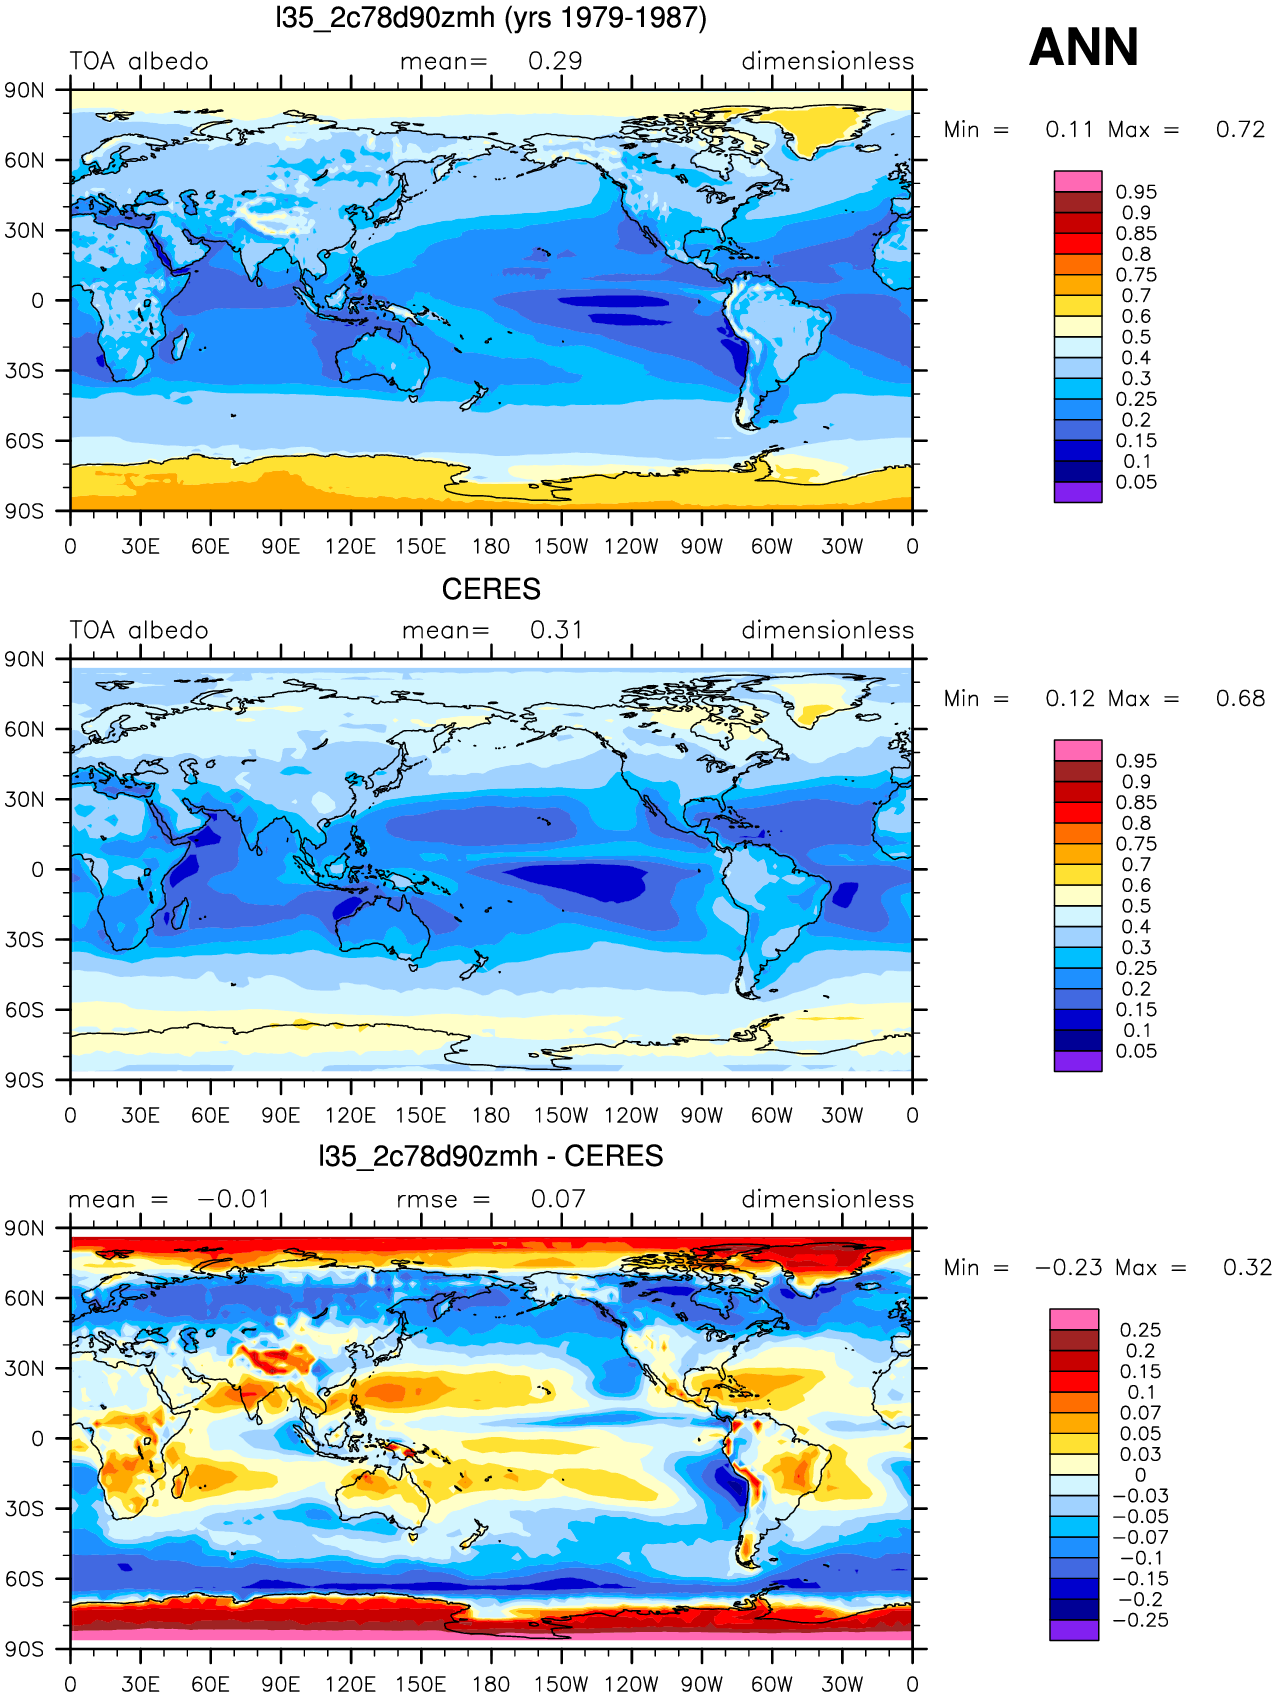 l35_2c78d90zmh (yrs 1979-1987)
ANN
TOA albedo mean= 0.29 dimensionless
Min = 0.11 Max = 0.72
90N
60N
30N
0
30S
60S
90S
0 30E 60E 90E 120E 150E 180 150W 120W 90W 60W 30W 0
0.95
0.9
0.85
0.8
0.75
0.7
0.6
0.5
0.4
0.3
0.25
0.2
0.15
0.1
0.05
CERES
TOA albedo mean= 0.31 dimensionless
Min = 0.12 Max = 0.68
90N
60N
30N
0
30S
60S
90S
0 30E 60E 90E 120E 150E 180 150W 120W 90W 60W 30W 0
0.95
0.9
0.85
0.8
0.75
0.7
0.6
0.5
0.4
0.3
0.25
0.2
0.15
0.1
0.05
l35_2c78d90zmh - CERES
mean = −0.01 rmse = 0.07 dimensionless
Min = −0.23 Max = 0.32
90N
60N
30N
0
30S
60S
90S
0 30E 60E 90E 120E 150E 180 150W 120W 90W 60W 30W 0
0.25
0.2
0.15
0.1
0.07
0.05
0.03
0
−0.03
−0.05
−0.07
−0.1
−0.15
−0.2
−0.25